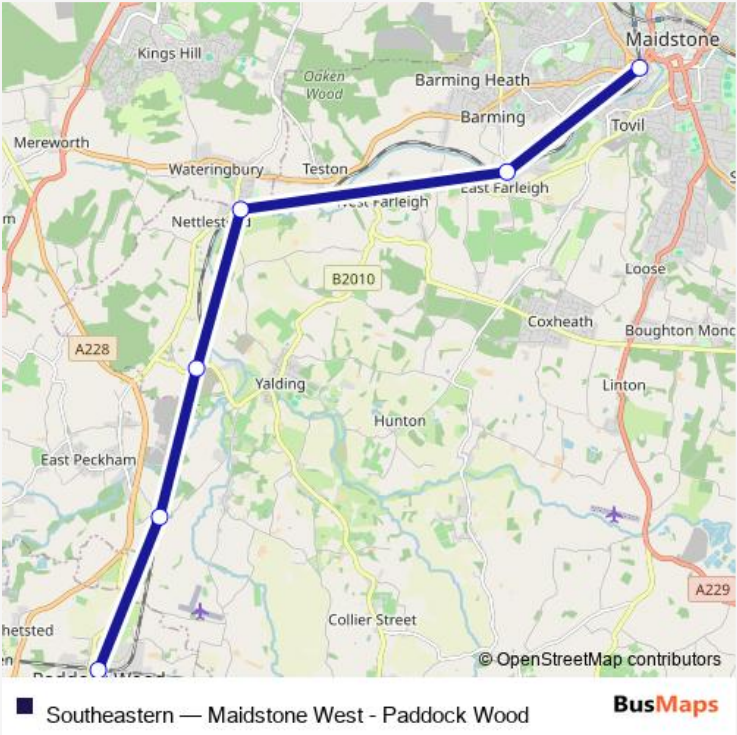 Maidstone
Kings Hill
Oaken
Wood
Barming Heath
Barming
Tovil
Mereworth
Wateringbury
Teston
East Farleigh
West Farleigh
B2010
Loose
Coxheath
Boughton Monc
A228
Yalding
Linton
Hunton
East Peckham
A229
Collier Street
hetsted
© OpenStreetMap contributors
Southeastern — Maidstone West - Paddock Wood
BusMaps